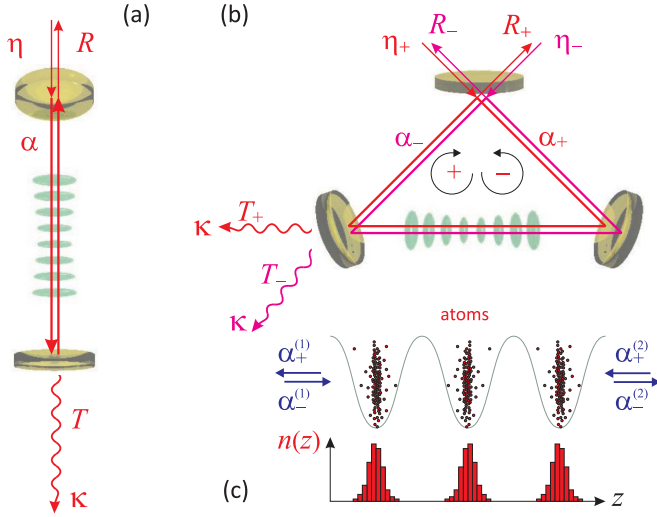 (a)
η R
α
T
κ
(b)
R₋ R₊
η₊ η₋
α₋ α₊
+ −
T₊
κ
T₋
κ
atoms
α₊⁽¹⁾ α₊⁽²⁾
α₋⁽¹⁾ α₋⁽²⁾
n(z)
(c)
z